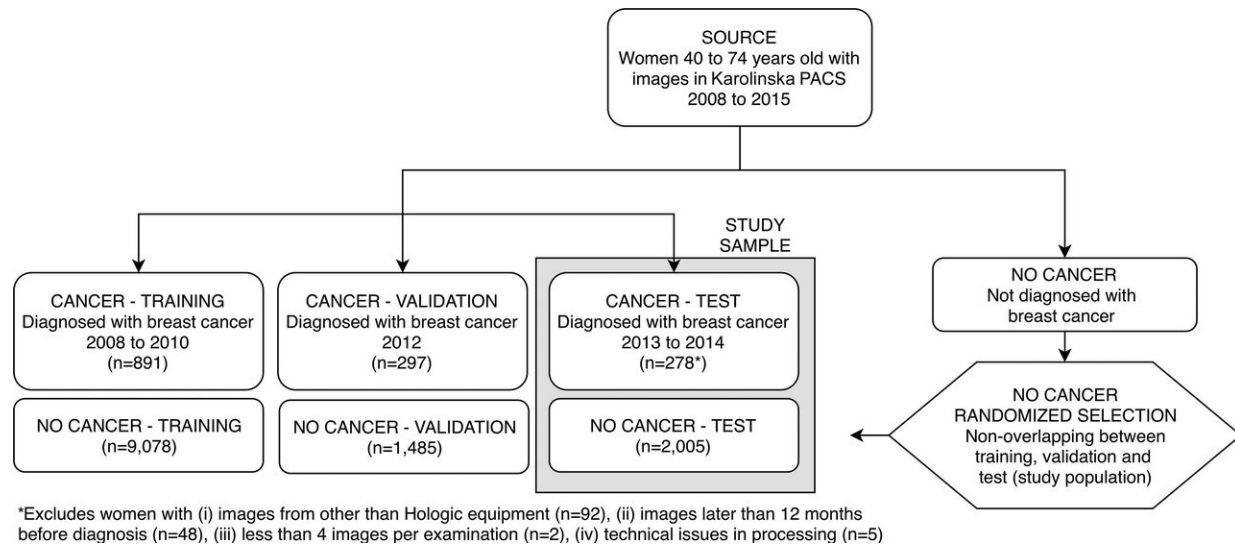 SOURCE
Women 40 to 74 years old with
images in Karolinska PACS
2008 to 2015
STUDY
SAMPLE
CANCER - TRAINING
Diagnosed with breast cancer
2008 to 2010
(n=891)
CANCER - VALIDATION
Diagnosed with breast cancer
2012
(n=297)
CANCER - TEST
Diagnosed with breast cancer
2013 to 2014
(n=278*)
NO CANCER
Not diagnosed with
breast cancer
NO CANCER - TRAINING
(n=9,078)
NO CANCER - VALIDATION
(n=1,485)
NO CANCER - TEST
(n=2,005)
NO CANCER
RANDOMIZED SELECTION
Non-overlapping between
training, validation and
test (study population)
*Excludes women with (i) images from other than Hologic equipment (n=92), (ii) images later than 12 months
before diagnosis (n=48), (iii) less than 4 images per examination (n=2), (iv) technical issues in processing (n=5)